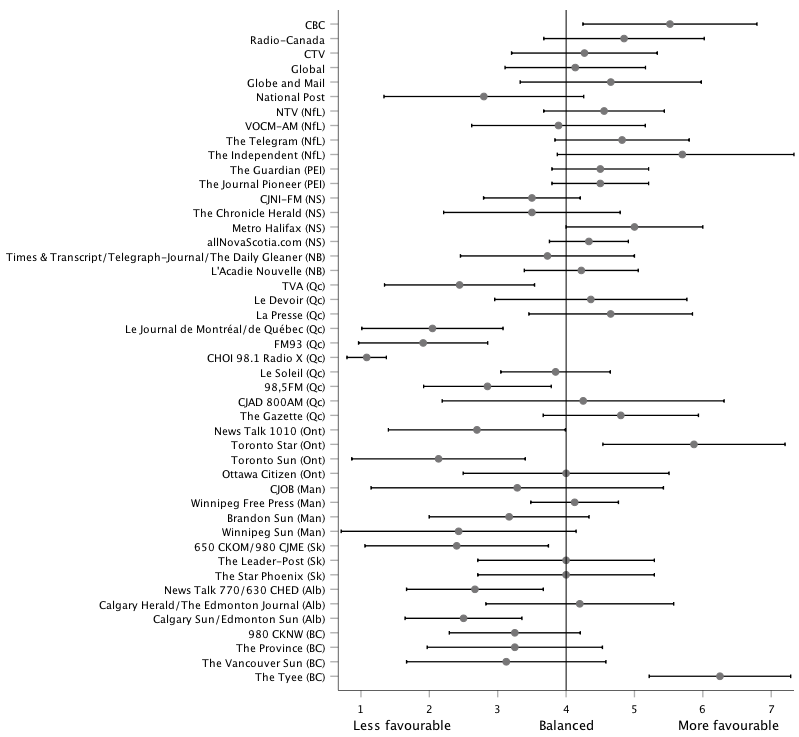 CBC
Radio-Canada
CTV
Global
Globe and Mail
National Post
NTV (NfL)
VOCM-AM (NfL)
The Telegram (NfL)
The Independent (NfL)
The Guardian (PEI)
The Journal Pioneer (PEI)
CJNI-FM (NS)
The Chronicle Herald (NS)
Metro Halifax (NS)
allNovaScotia.com (NS)
Times & Transcript/Telegraph-Journal/The Daily Gleaner (NB)
L'Acadie Nouvelle (NB)
TVA (Qc)
Le Devoir (Qc)
La Presse (Qc)
Le Journal de Montréal/de Québec (Qc)
FM93 (Qc)
CHOI 98.1 Radio X (Qc)
Le Soleil (Qc)
98,5FM (Qc)
CJAD 800AM (Qc)
The Gazette (Qc)
News Talk 1010 (Ont)
Toronto Star (Ont)
Toronto Sun (Ont)
Ottawa Citizen (Ont)
CJOB (Man)
Winnipeg Free Press (Man)
Brandon Sun (Man)
Winnipeg Sun (Man)
650 CKOM/980 CJME (Sk)
The Leader-Post (Sk)
The Star Phoenix (Sk)
News Talk 770/630 CHED (Alb)
Calgary Herald/The Edmonton Journal (Alb)
Calgary Sun/Edmonton Sun (Alb)
980 CKNW (BC)
The Province (BC)
The Vancouver Sun (BC)
The Tyee (BC)
1 2 3 4 5 6 7
Less favourable Balanced More favourable